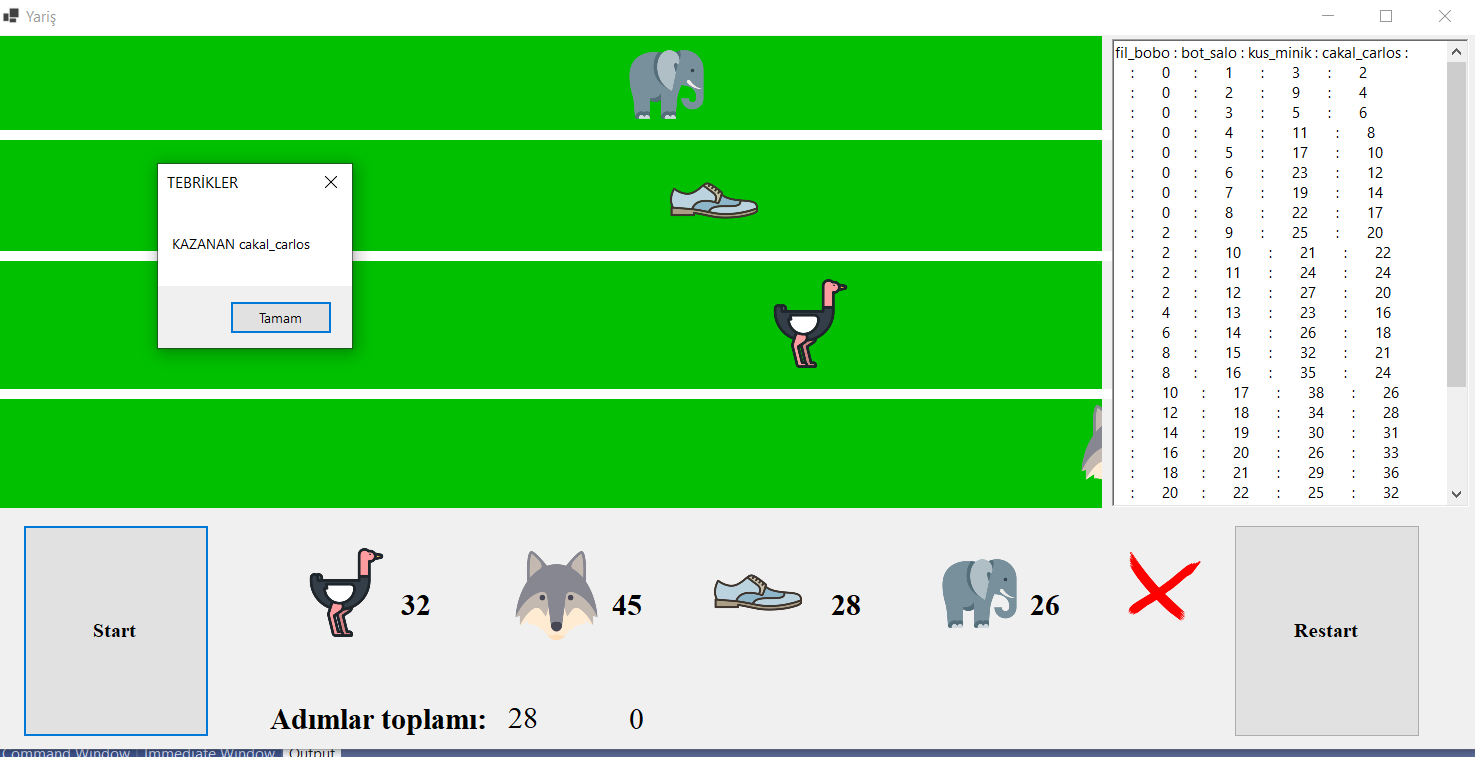 Yariş
fil_bobo : bot_salo : kus_minik : cakal_carlos :
: 0 : 1 : 3 : 2
: 0 : 2 : 9 : 4
: 0 : 3 : 5 : 6
: 0 : 4 : 11 : 8
: 0 : 5 : 17 : 10
: 0 : 6 : 23 : 12
: 0 : 7 : 19 : 14
: 0 : 8 : 22 : 17
: 2 : 9 : 25 : 20
: 2 : 10 : 21 : 22
: 2 : 11 : 24 : 24
: 2 : 12 : 27 : 20
: 4 : 13 : 23 : 16
: 6 : 14 : 26 : 18
: 8 : 15 : 32 : 21
: 8 : 16 : 35 : 24
: 10 : 17 : 38 : 26
: 12 : 18 : 34 : 28
: 14 : 19 : 30 : 31
: 16 : 20 : 26 : 33
: 18 : 21 : 29 : 36
: 20 : 22 : 25 : 32
TEBRİKLER
KAZANAN cakal_carlos
Tamam
Start
32
45
28
26
Restart
Adımlar toplamı: 28 0
Command Window Immediate Window Output